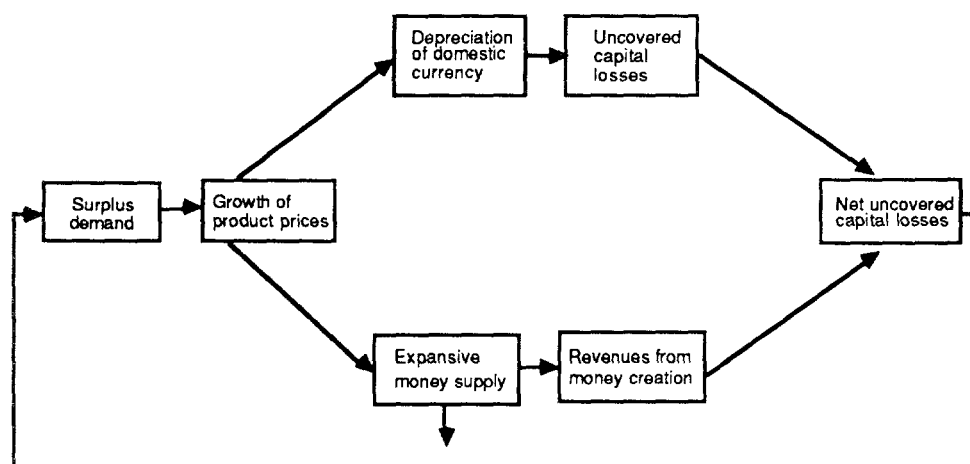 Depreciation
of domestic
currency
Uncovered
capital
losses
Surplus
demand
Growth of
product prices
Net uncovered
capital losses
Expansive
money supply
Revenues from
money creation